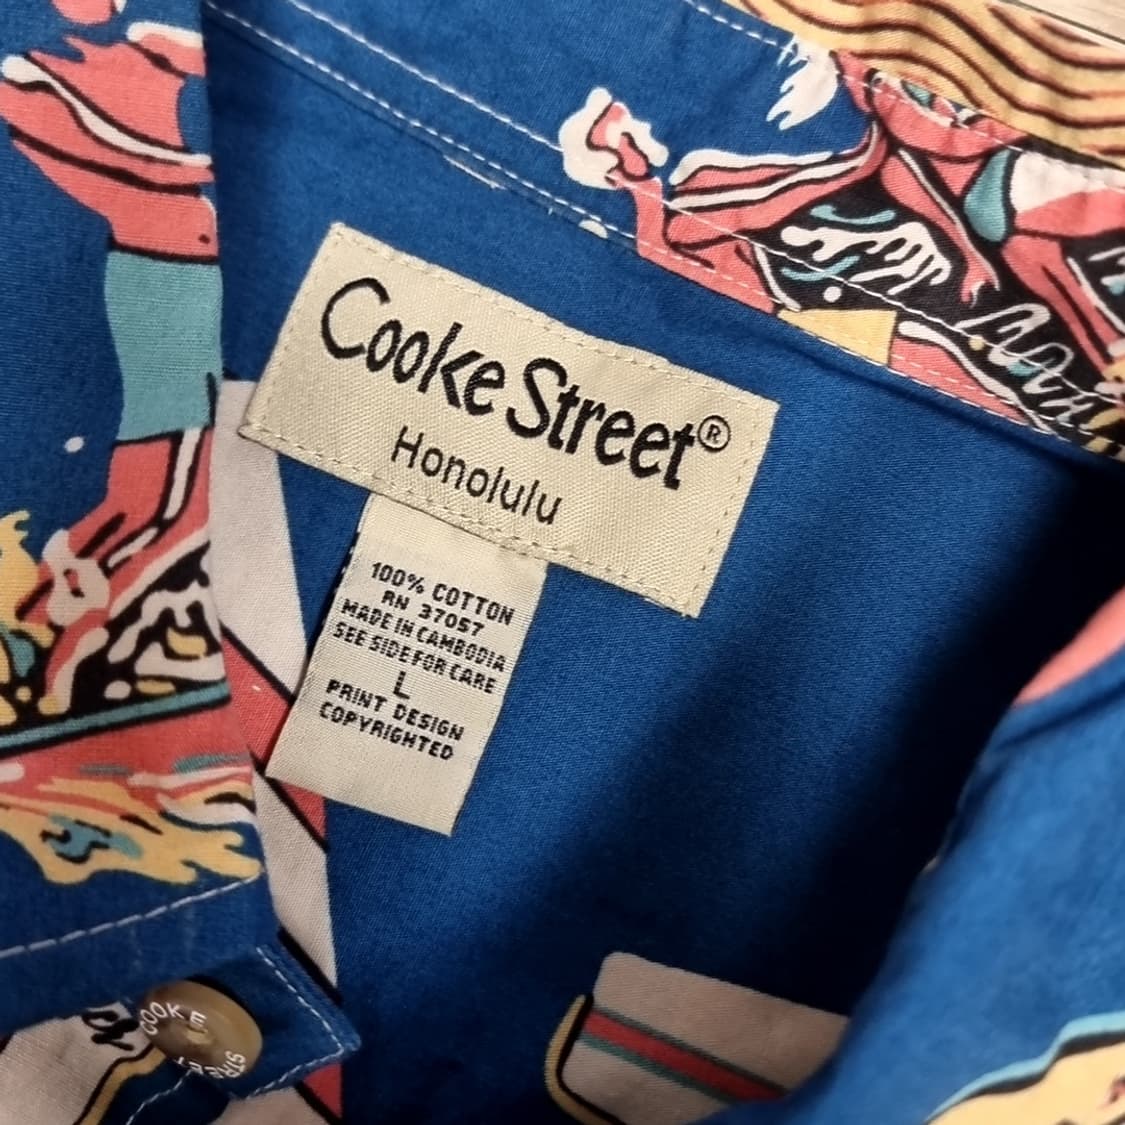 Cooke Street®
Honolulu
100% COTTON
RN 37057
MADE IN CAMBODIA
SEE SIDE FOR CARE
L
PRINT DESIGN
COPYRIGHTED
COOKE
STREET